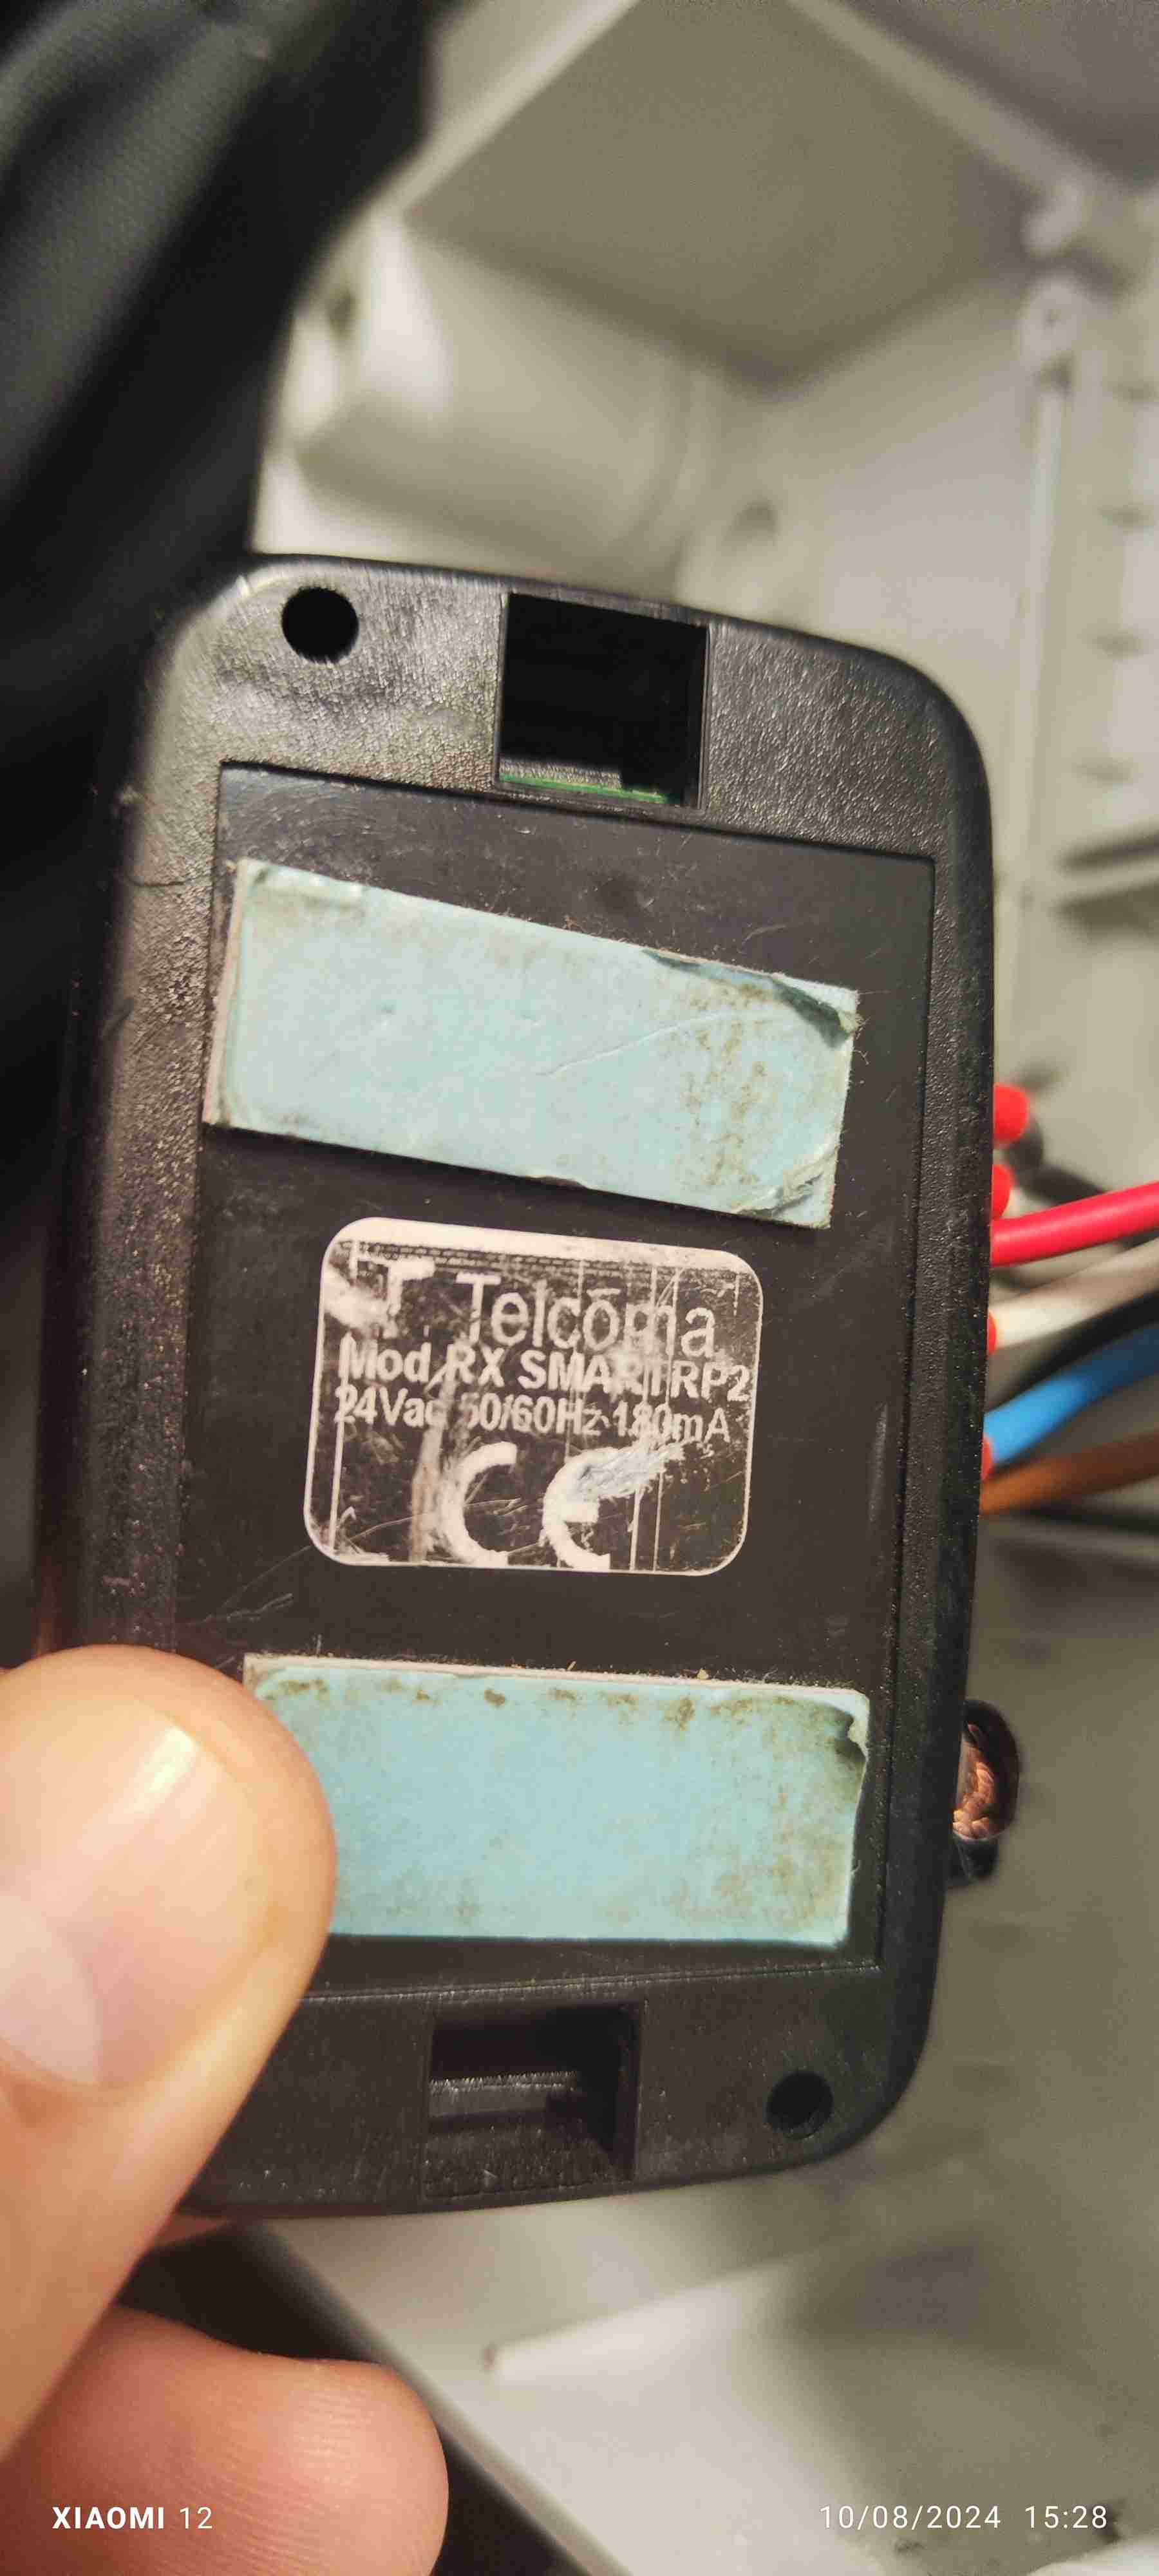 T Telcoma
Mod. RX SMART RP2
24Vac 50/60Hz 180mA
CE
XIAOMI 12
10/08/2024 15:28